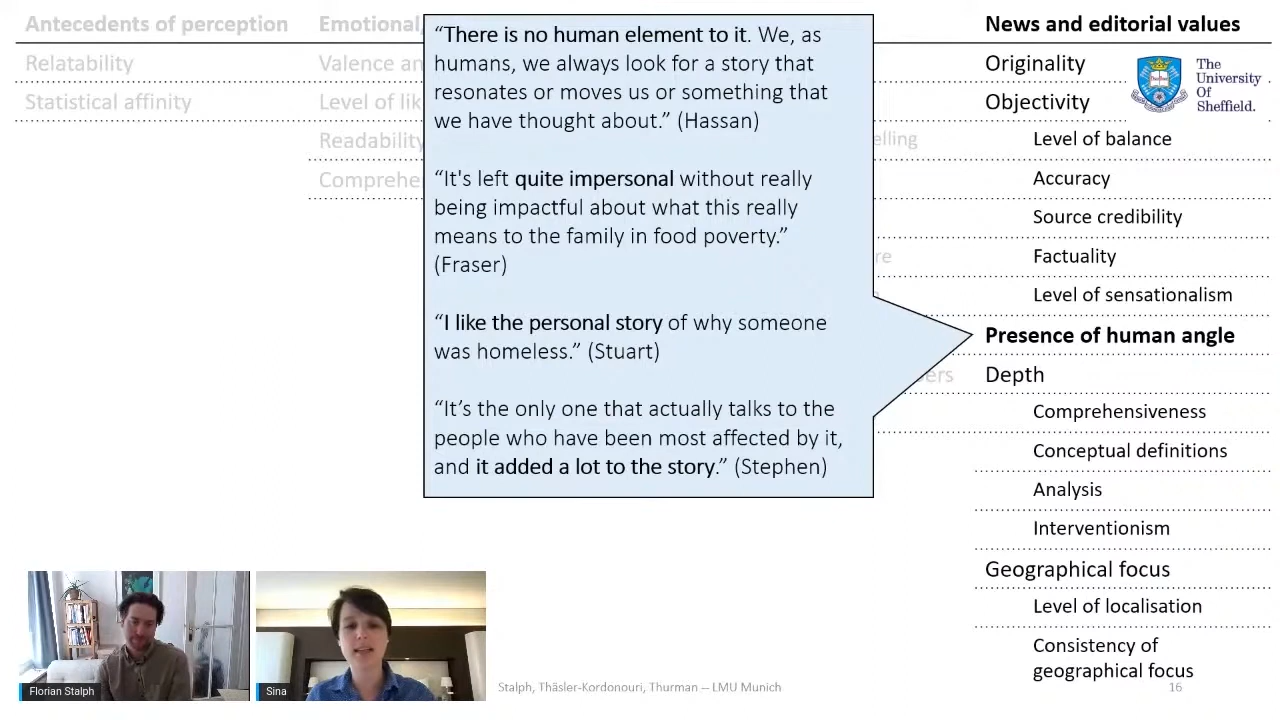 Antecedents of perception
Relatability
Statistical affinity
Emotional,
Valence an
Level of lik
Readability
Comprehe
“There is no human element to it. We, as
humans, we always look for a story that
resonates or moves us or something that
we have thought about.” (Hassan)
“It's left quite impersonal without really
being impactful about what this really
means to the family in food poverty.”
(Fraser)
“I like the personal story of why someone
was homeless.” (Stuart)
“It’s the only one that actually talks to the
people who have been most affected by it,
and it added a lot to the story.” (Stephen)
elling
re
ers
News and editorial values
Originality
Objectivity
Level of balance
Accuracy
Source credibility
Factuality
Level of sensationalism
Presence of human angle
Depth
Comprehensiveness
Conceptual definitions
Analysis
Interventionism
Geographical focus
Level of localisation
Consistency of
geographical focus
The
University
Of
Sheffield.
Florian Stalph
Sina
Stalph, Thäsler-Kordonouri, Thurman -- LMU Munich
16